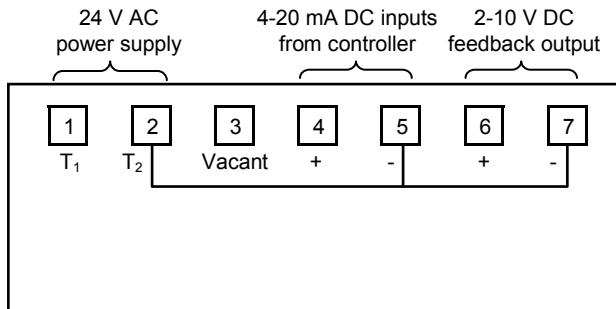 24 V AC
power supply
4-20 mA DC inputs
from controller
2-10 V DC
feedback output
1 2 3 4 5 6 7
T₁ T₂ Vacant + - + -